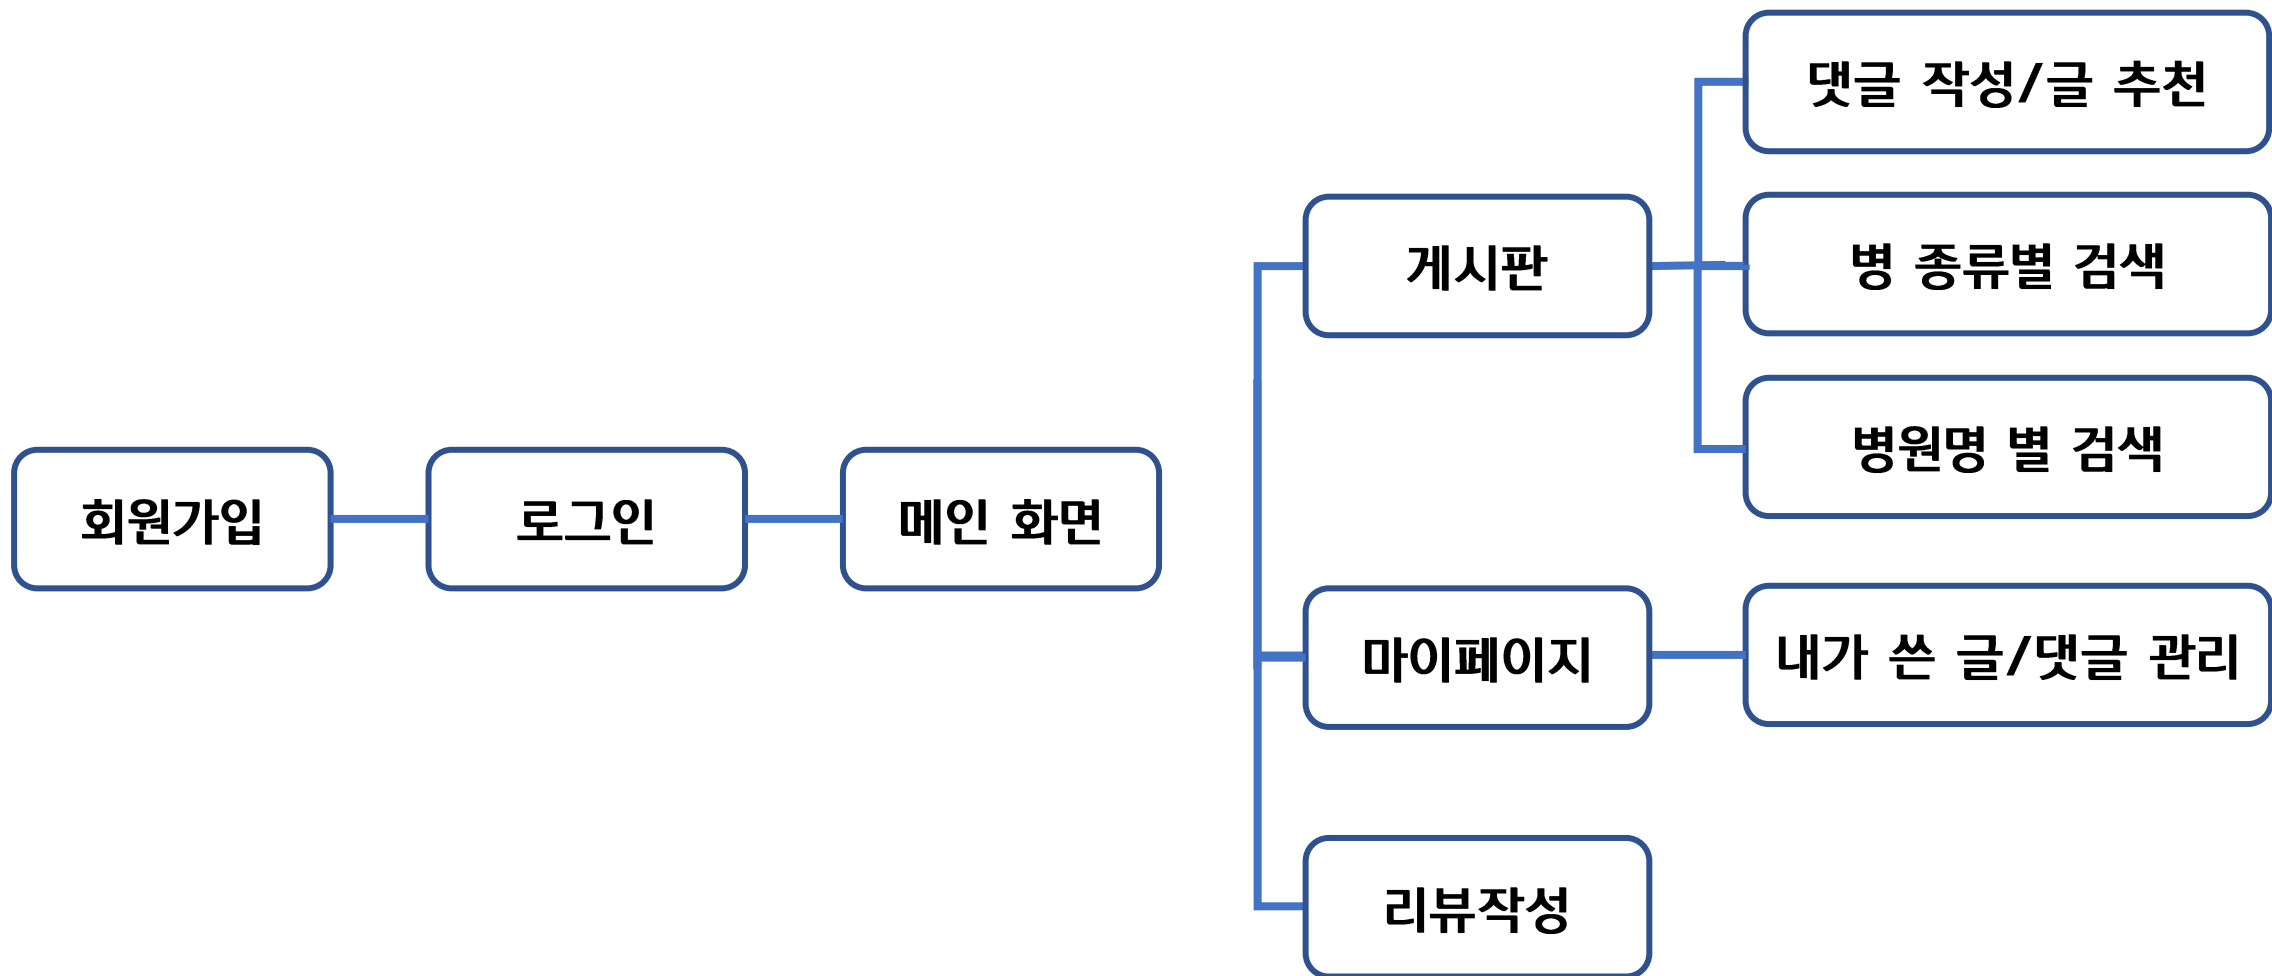 회원가입
로그인
메인 화면
게시판
댓글 작성/글 추천
병 종류별 검색
병원명 별 검색
마이페이지
내가 쓴 글/댓글 관리
리뷰작성